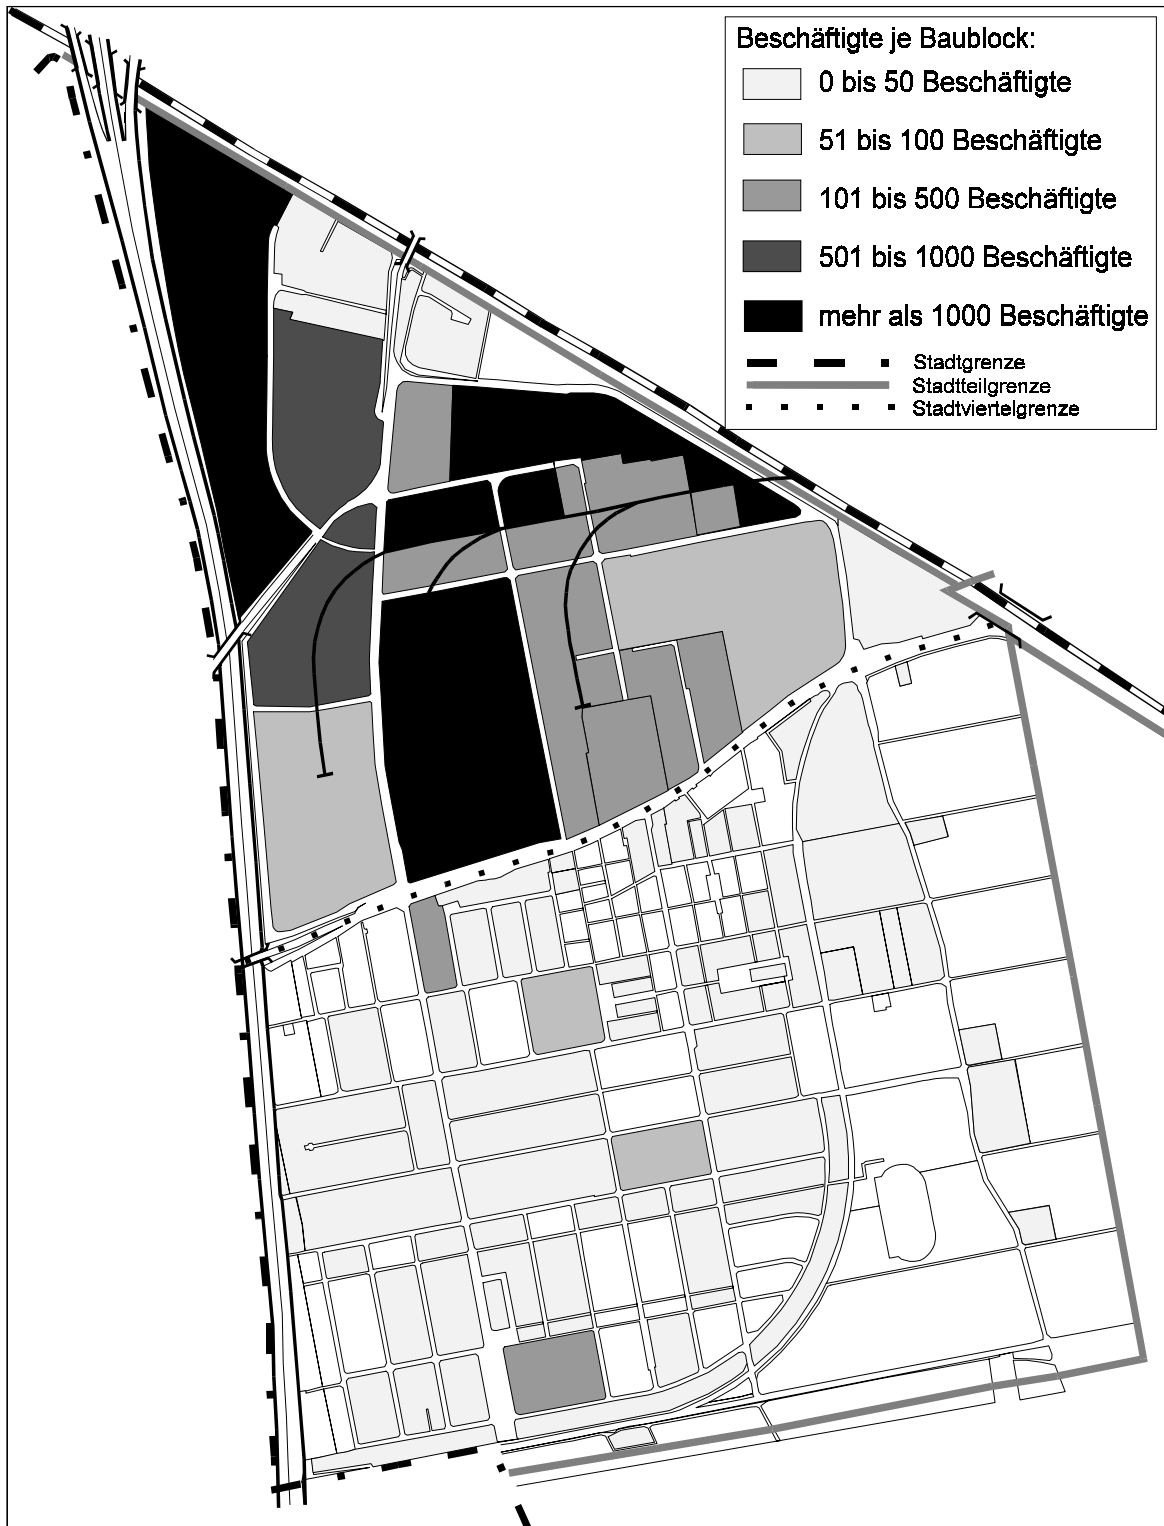 Beschäftigte je Baublock:
0 bis 50 Beschäftigte
51 bis 100 Beschäftigte
101 bis 500 Beschäftigte
501 bis 1000 Beschäftigte
mehr als 1000 Beschäftigte
Stadtgrenze
Stadtteilgrenze
Stadtviertelgrenze